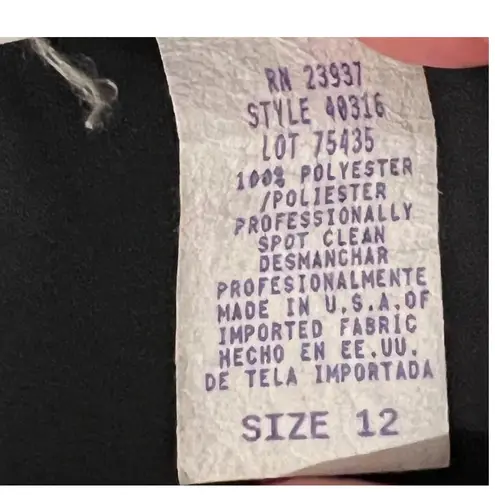 RN 23937
STYLE 40316
LOT 75435
100% POLYESTER
/POLIESTER
PROFESSIONALLY
SPOT CLEAN
DESMANCHAR
PROFESIONALMENTE
MADE IN U.S.A.OF
IMPORTED FABRIC
HECHO EN EE.UU.
DE TELA IMPORTADA
SIZE 12